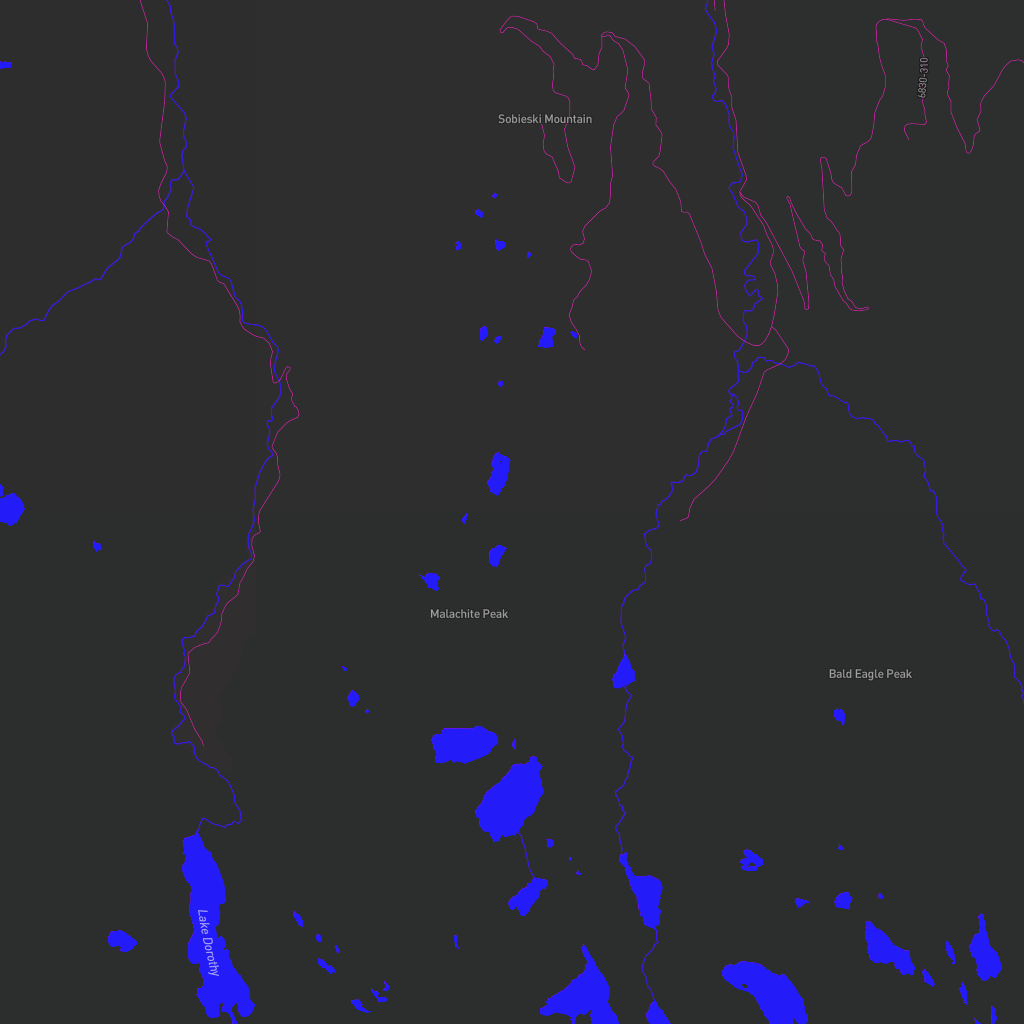 6830-310
Sobieski Mountain
Malachite Peak
Bald Eagle Peak
Lake Dorothy